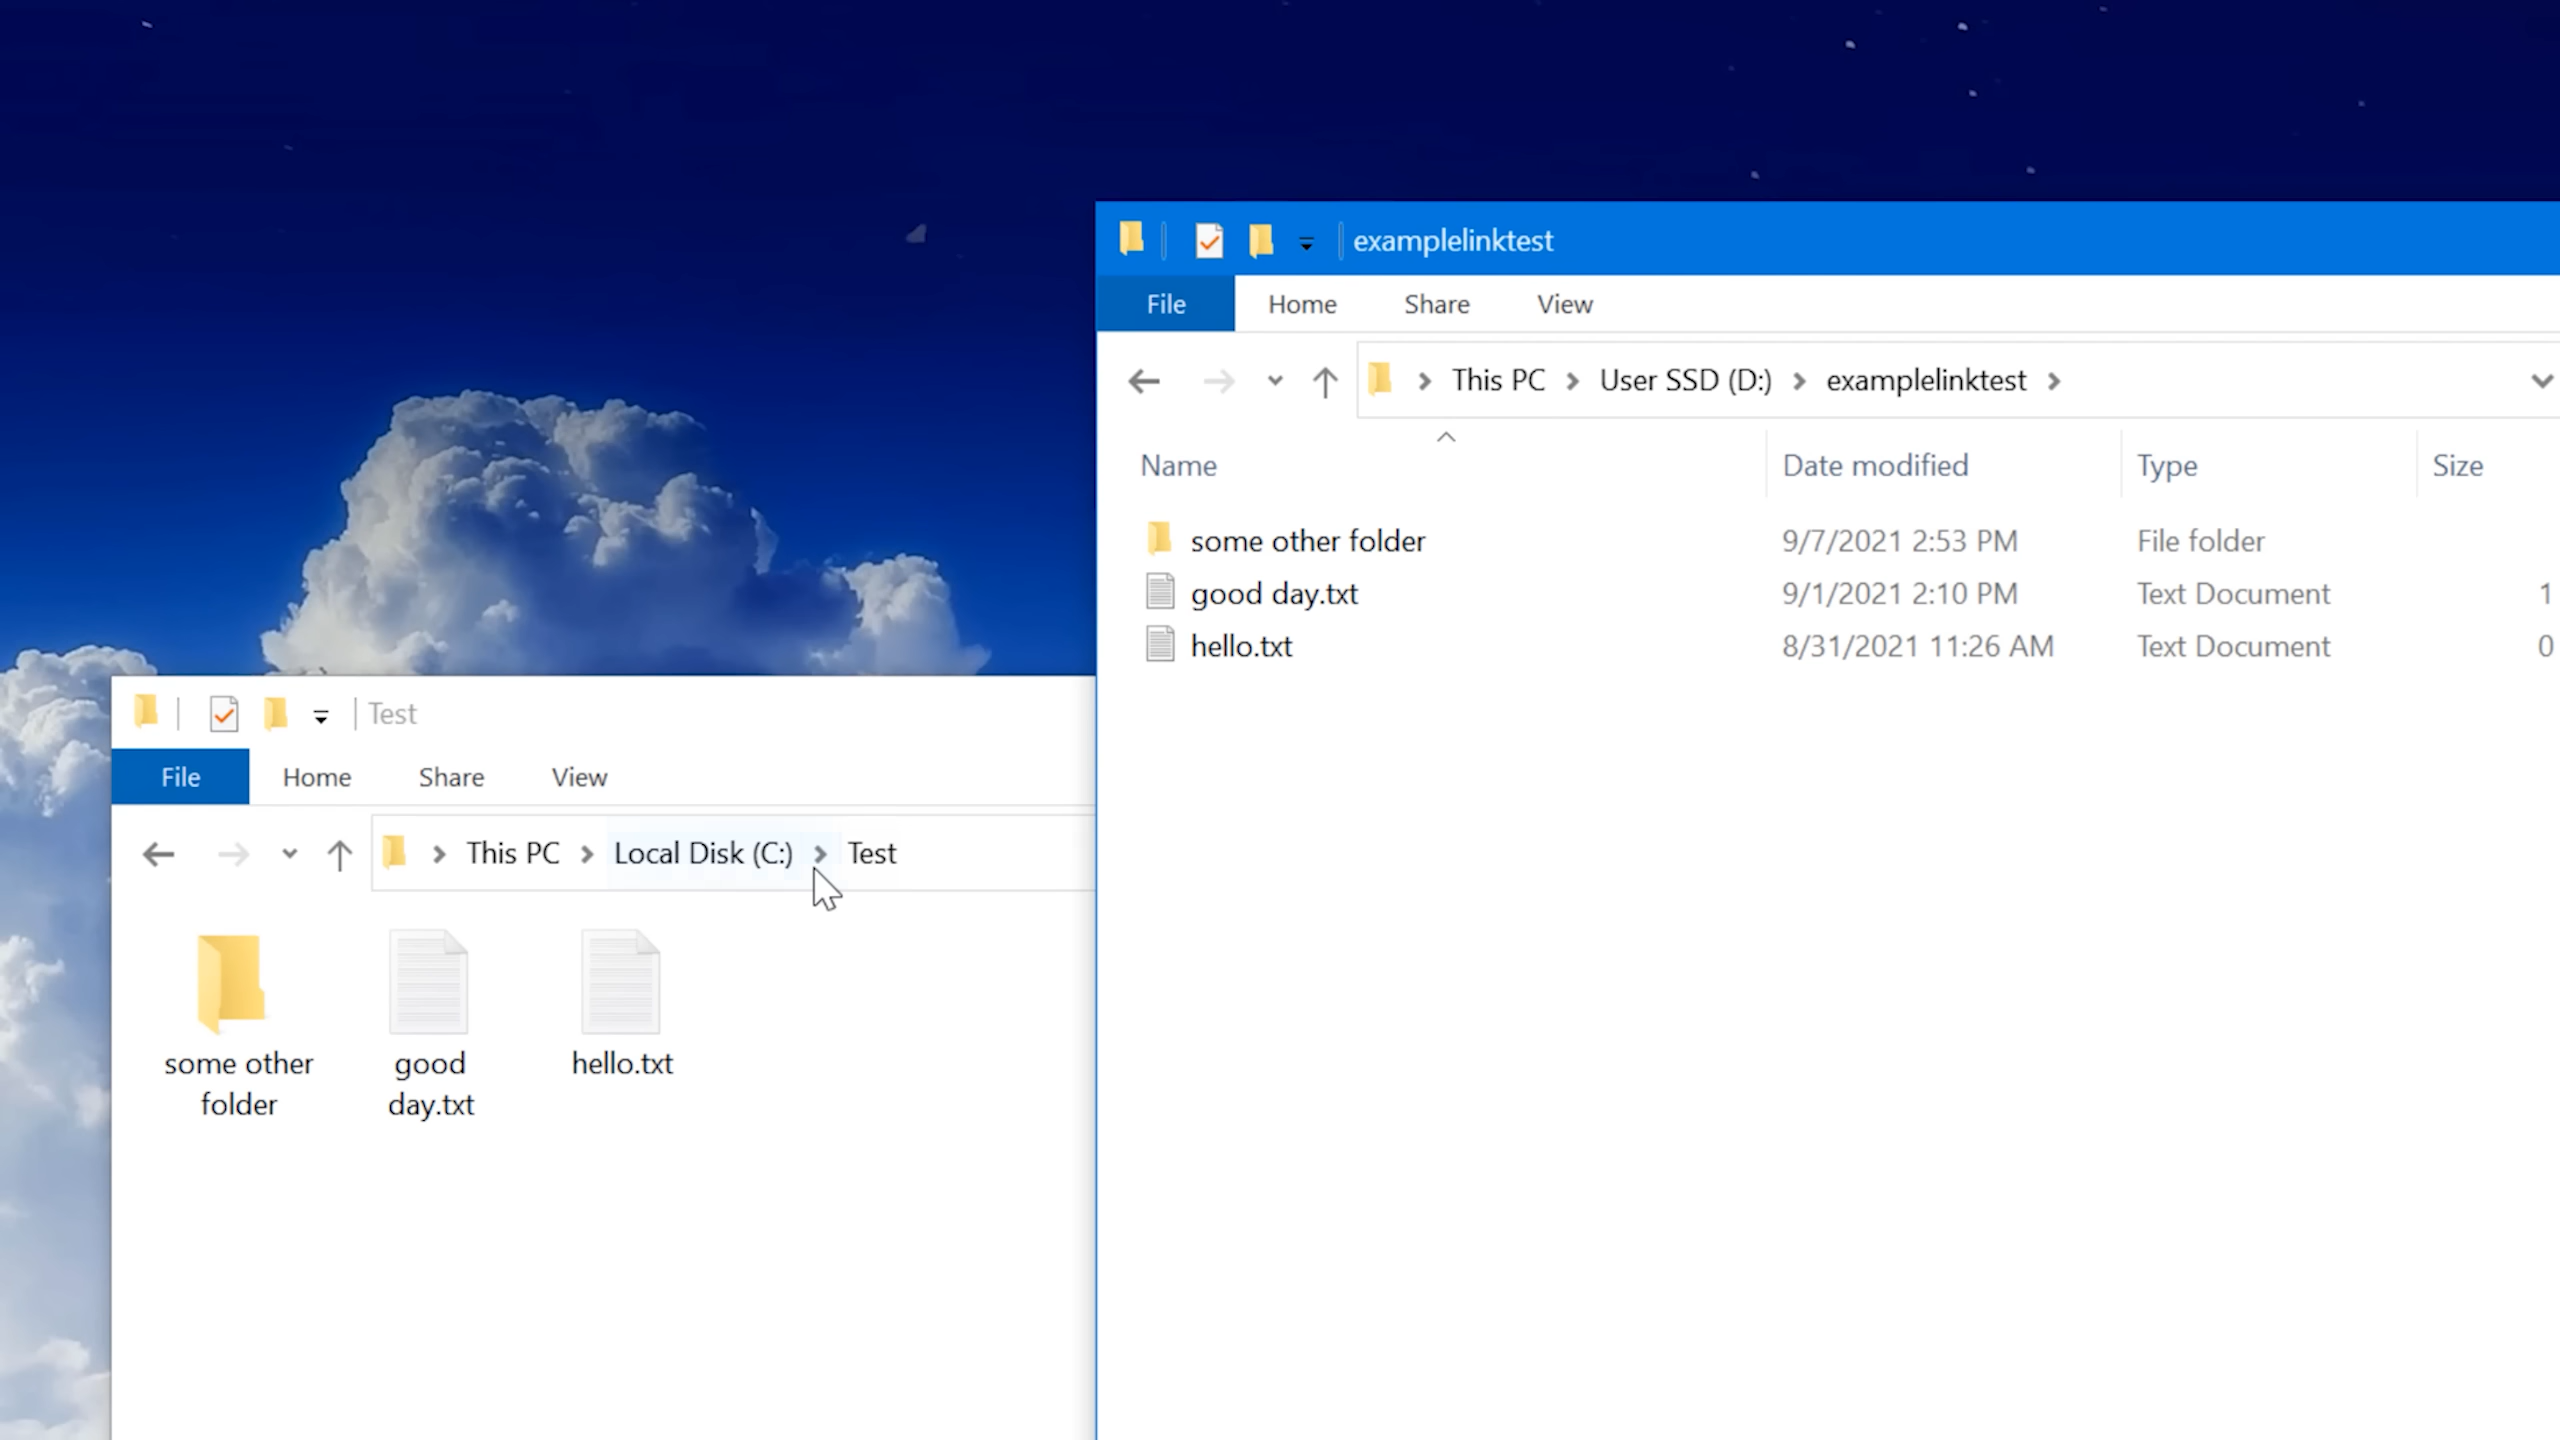 examplelinktest
File Home Share View
This PC User SSD (D:) examplelinktest
Name Date modified Type Size
some other folder 9/7/2021 2:53 PM File folder
good day.txt 9/1/2021 2:10 PM Text Document 1
hello.txt 8/31/2021 11:26 AM Text Document 0
Test
File Home Share View
This PC Local Disk (C:) Test
some other
folder
good
day.txt
hello.txt